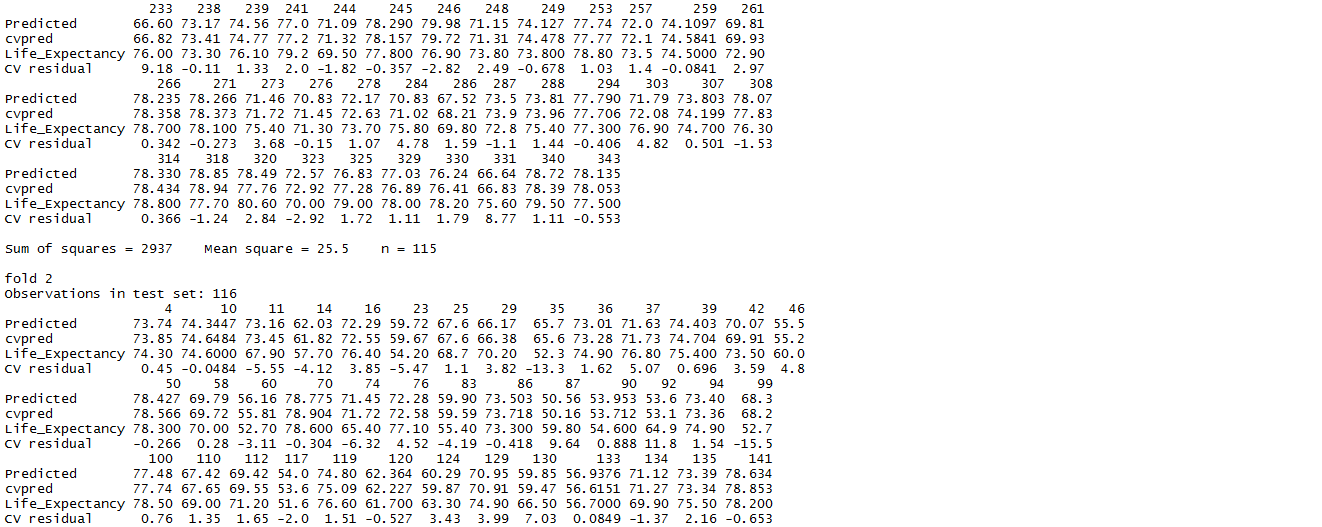 233 238 239 241 244 245 246 248 249 253 257 259 261
Predicted 66.60 73.17 74.56 77.0 71.09 78.290 79.98 71.15 74.127 77.74 72.0 74.1097 69.81
cvpred 66.82 73.41 74.77 77.2 71.32 78.157 79.72 71.31 74.478 77.77 72.1 74.5841 69.93
Life_Expectancy 76.00 73.30 76.10 79.2 69.50 77.800 76.90 73.80 73.800 78.80 73.5 74.5000 72.90
CV residual 9.18 -0.11 1.33 2.0 -1.82 -0.357 -2.82 2.49 -0.678 1.03 1.4 -0.0841 2.97
266 271 273 276 278 284 286 287 288 294 303 307 308
Predicted 78.235 78.266 71.46 70.83 72.17 70.83 67.52 73.5 73.81 77.790 71.79 73.803 78.07
cvpred 78.358 78.373 71.72 71.45 72.63 71.02 68.21 73.9 73.96 77.706 72.08 74.199 77.83
Life_Expectancy 78.700 78.100 75.40 71.30 73.70 75.80 69.80 72.8 75.40 77.300 76.90 74.700 76.30
CV residual 0.342 -0.273 3.68 -0.15 1.07 4.78 1.59 -1.1 1.44 -0.406 4.82 0.501 -1.53
314 318 320 323 325 329 330 331 340 343
Predicted 78.330 78.85 78.49 72.57 76.83 77.03 76.24 66.64 78.72 78.135
cvpred 78.434 78.94 77.76 72.92 77.28 76.89 76.41 66.83 78.39 78.053
Life_Expectancy 78.800 77.70 80.60 70.00 79.00 78.00 78.20 75.60 79.50 77.500
CV residual 0.366 -1.24 2.84 -2.92 1.72 1.11 1.79 8.77 1.11 -0.553
Sum of squares = 2937 Mean square = 25.5 n = 115
fold 2
Observations in test set: 116
4 10 11 14 16 23 25 29 35 36 37 39 42 46
Predicted 73.74 74.3447 73.16 62.03 72.29 59.72 67.6 66.17 65.7 73.01 71.63 74.403 70.07 55.5
cvpred 73.85 74.6484 73.45 61.82 72.55 59.67 67.6 66.38 65.6 73.28 71.73 74.704 69.91 55.2
Life_Expectancy 74.30 74.6000 67.90 57.70 76.40 54.20 68.7 70.20 52.3 74.90 76.80 75.400 73.50 60.0
CV residual 0.45 -0.0484 -5.55 -4.12 3.85 -5.47 1.1 3.82 -13.3 1.62 5.07 0.696 3.59 4.8
50 58 60 70 74 76 83 86 87 90 92 94 99
Predicted 78.427 69.79 56.16 78.775 71.45 72.28 59.90 73.503 50.56 53.953 53.6 73.40 68.3
cvpred 78.566 69.72 55.81 78.904 71.72 72.58 59.59 73.718 50.16 53.712 53.1 73.36 68.2
Life_Expectancy 78.300 70.00 52.70 78.600 65.40 77.10 55.40 73.300 59.80 54.600 64.9 74.90 52.7
CV residual -0.266 0.28 -3.11 -0.304 -6.32 4.52 -4.19 -0.418 9.64 0.888 11.8 1.54 -15.5
100 110 112 117 119 120 124 129 130 133 134 135 141
Predicted 77.48 67.42 69.42 54.0 74.80 62.364 60.29 70.95 59.85 56.9376 71.12 73.39 78.634
cvpred 77.74 67.65 69.55 53.6 75.09 62.227 59.87 70.91 59.47 56.6151 71.27 73.34 78.853
Life_Expectancy 78.50 69.00 71.20 51.6 76.60 61.700 63.30 74.90 66.50 56.7000 69.90 75.50 78.200
CV residual 0.76 1.35 1.65 -2.0 1.51 -0.527 3.43 3.99 7.03 0.0849 -1.37 2.16 -0.653